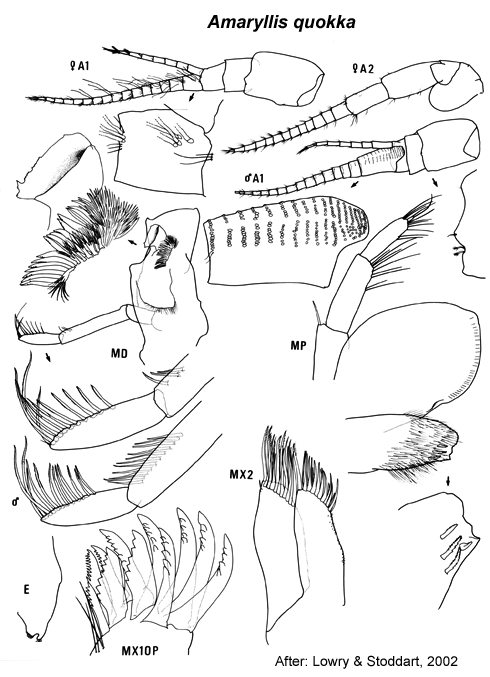 Amaryllis quokka
♀A1
♀A2
♂A1
MD
MP
♂
MX2
E
MX1OP
After: Lowry & Stoddart, 2002